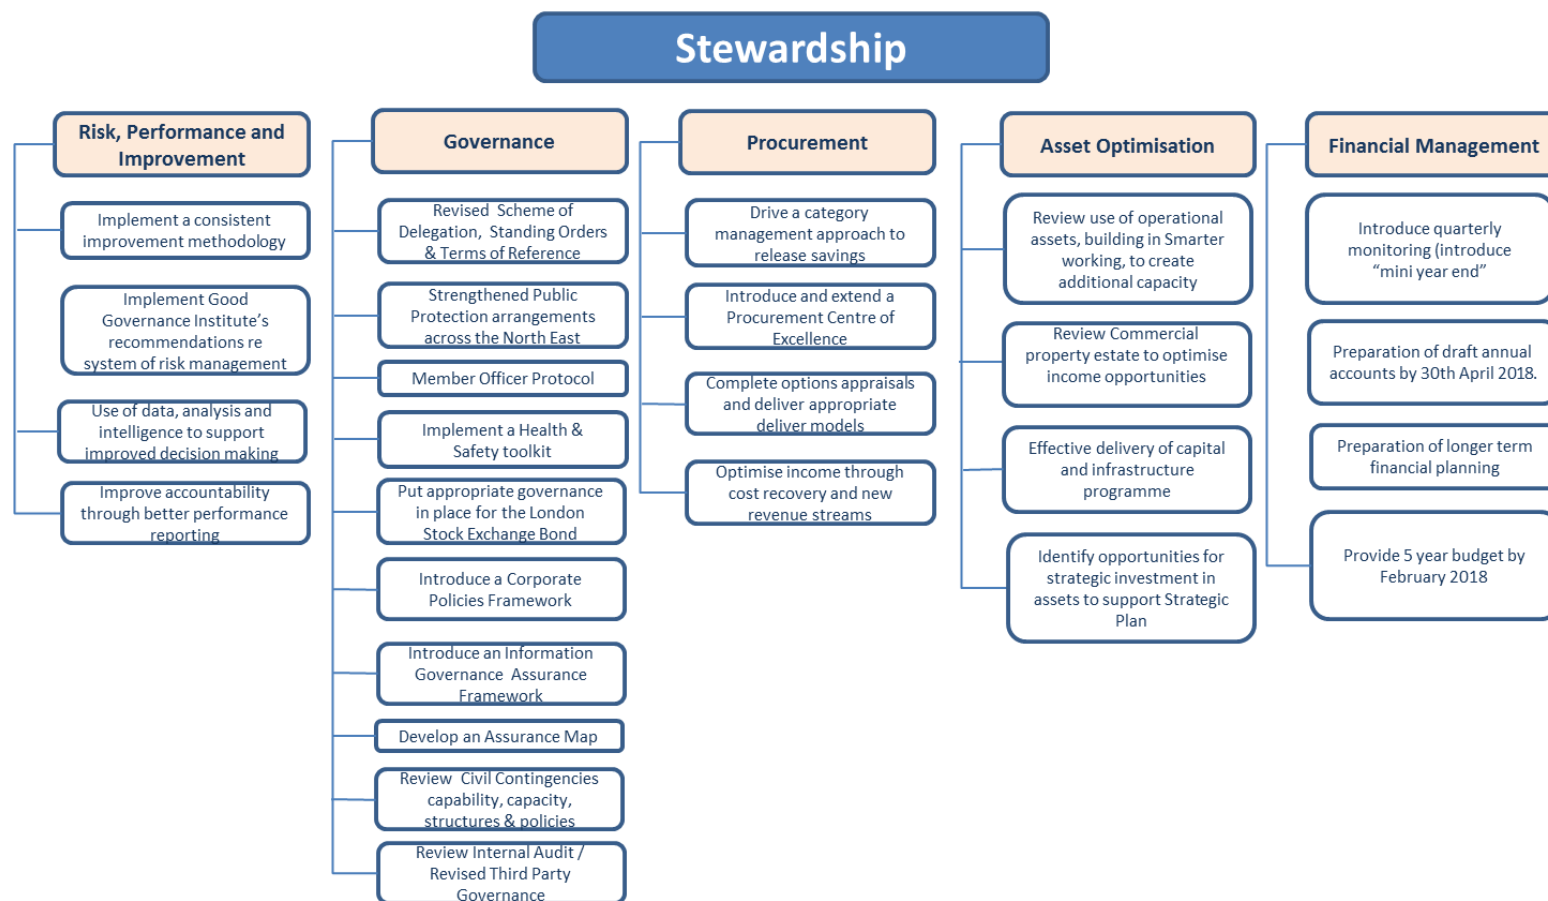 Stewardship
Risk, Performance and
Improvement
Implement a consistent
improvement methodology
Implement Good
Governance Institute's
recommendations re
system of risk management
Use of data, analysis and
intelligence to support
improved decision making
Improve accountability
through better performance
reporting
Governance
Revised Scheme of
Delegation, Standing Orders
& Terms of Reference
Strengthened Public
Protection arrangements
across the North East
Member Officer Protocol
Implement a Health &
Safety toolkit
Put appropriate governance
in place for the London
Stock Exchange Bond
Introduce a Corporate
Policies Framework
Introduce an Information
Governance Assurance
Framework
Develop an Assurance Map
Review Civil Contingencies
capability, capacity,
structures & policies
Review Internal Audit /
Revised Third Party
Governance
Procurement
Drive a category
management approach to
release savings
Introduce and extend a
Procurement Centre of
Excellence
Complete options appraisals
and deliver appropriate
deliver models
Optimise income through
cost recovery and new
revenue streams
Asset Optimisation
Review use of operational
assets, building in Smarter
working, to create
additional capacity
Review Commercial
property estate to optimise
income opportunities
Effective delivery of capital
and infrastructure
programme
Identify opportunities for
strategic investment in
assets to support Strategic
Plan
Financial Management
Introduce quarterly
monitoring (introduce
“mini year end”
Preparation of draft annual
accounts by 30th April 2018.
Preparation of longer term
financial planning
Provide 5 year budget by
February 2018